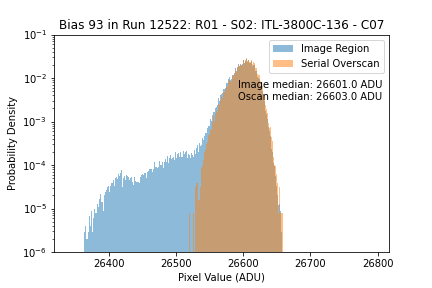 Bias 93 in Run 12522: R01 - S02: ITL-3800C-136 - C07
Image Region
Serial Overscan
Image median: 26601.0 ADU
Oscan median: 26603.0 ADU
Probability Density
10⁻¹
10⁻²
10⁻³
10⁻⁴
10⁻⁵
10⁻⁶
26400 26500 26600 26700 26800
Pixel Value (ADU)